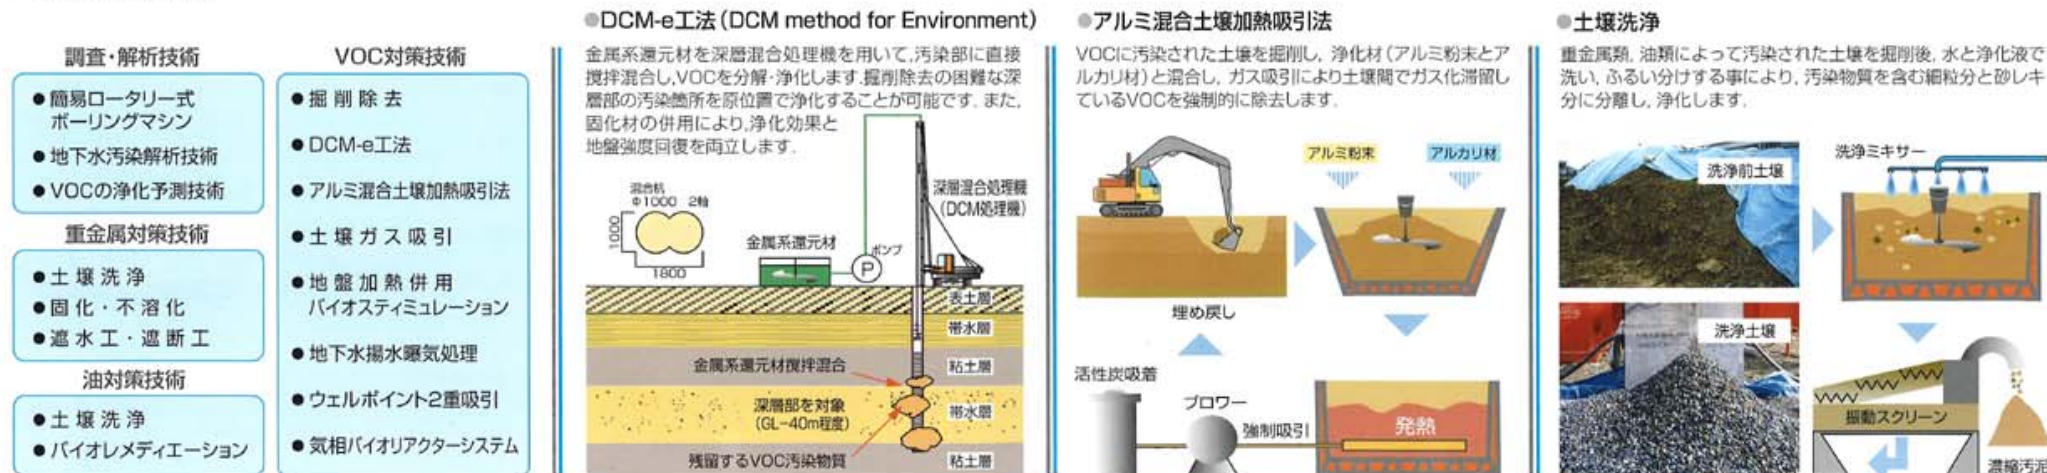 調査・解析技術
●簡易ロータリー式
ボーリングマシン
●地下水汚染解析技術
●VOCの浄化予測技術
重金属対策技術
●土壌洗浄
●固化・不溶化
●遮水工・遮断工
油対策技術
●土壌洗浄
●バイオレメディエーション
VOC対策技術
●掘削除去
●DCM-e工法
●アルミ混合土壌加熱吸引法
●土壌ガス吸引
●地盤加熱併用
バイオスティミュレーション
●地下水揚水曝気処理
●ウェルポイント2重吸引
●気相バイオリアクターシステム
●DCM-e工法(DCM method for Environment)
金属系還元材を深層混合処理機を用いて,汚染部に直接
撹拌混合し,VOCを分解・浄化します.掘削除去の困難な深
層部の汚染箇所を原位置で浄化することが可能です.また,
固化材の併用により,浄化効果と
地盤強度回復を両立します.
混合杭
Φ1000 2軸
1000
1800
金属系還元材
ポンプ
P
深層混合処理機
(DCM処理機)
表土層
帯水層
金属系還元材撹拌混合
粘土層
深層部を対象
(GL-40m程度)
帯水層
残留するVOC汚染物質
粘土層
●アルミ混合土壌加熱吸引法
VOCに汚染された土壌を掘削し,浄化材(アルミ粉末とア
ルカリ材)と混合し,ガス吸引により土壌間でガス化滞留し
ているVOCを強制的に除去します.
アルミ粉末
アルカリ材
埋め戻し
活性炭吸着
ブロワー
強制吸引
発熱
●土壌洗浄
重金属類,油類によって汚染された土壌を掘削後,水と浄化液で
洗い,ふるい分けする事により,汚染物質を含む細粒分と砂レキ
分に分離し,浄化します.
洗浄前土壌
洗浄ミキサー
洗浄土壌
振動スクリーン
濃縮汚泥